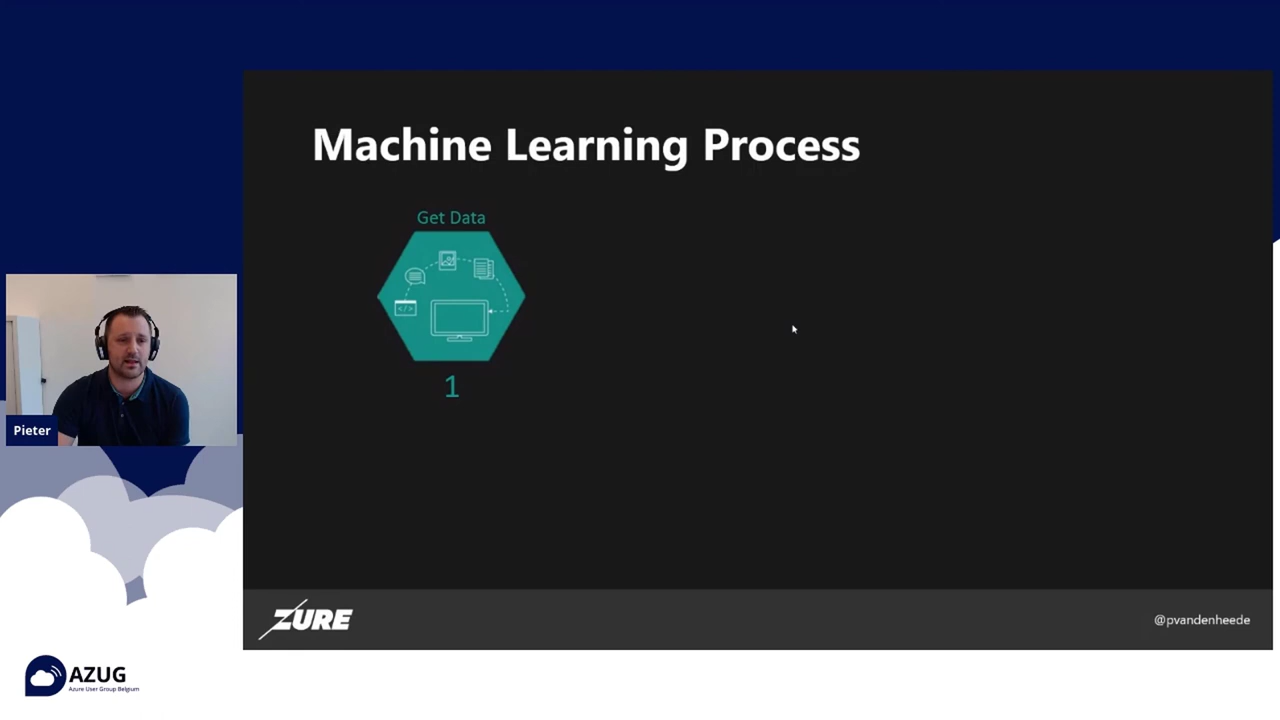 Machine Learning Process
Get Data
</>
1
Pieter
ZURE
@pvandenheede
AZUG
Azure User Group Belgium